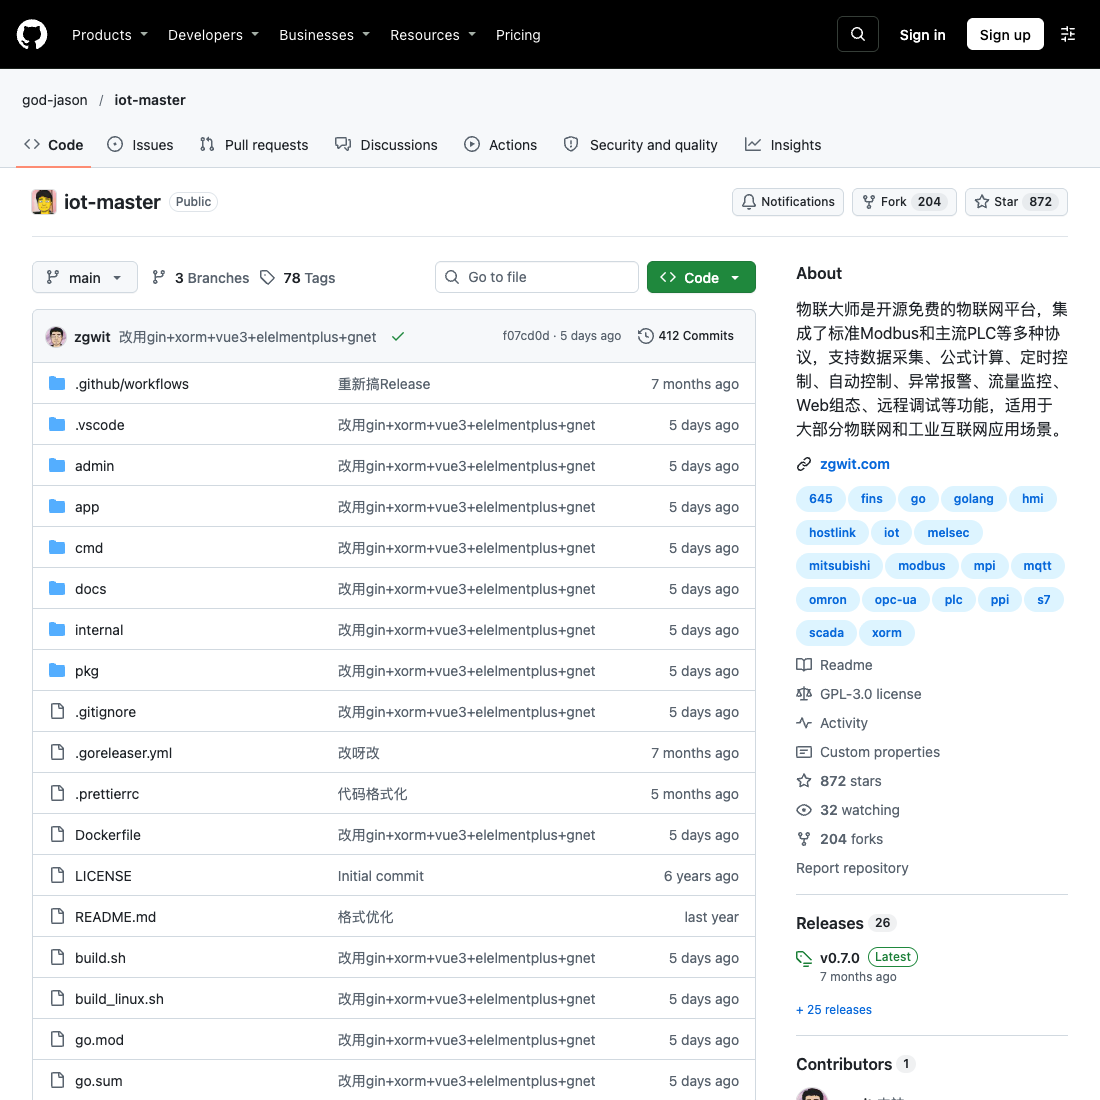 Products Developers Businesses Resources Pricing Sign in Sign up
god-jason / iot-master
Code Issues Pull requests Discussions Actions Security and quality Insights
iot-master Public Notifications Fork 204 Star 872
main 3 Branches 78 Tags Go to file Code
zgwit 改用gin+xorm+vue3+elelmentplus+gnet f07cd0d · 5 days ago 412 Commits
.github/workflows 重新搞Release 7 months ago
.vscode 改用gin+xorm+vue3+elelmentplus+gnet 5 days ago
admin 改用gin+xorm+vue3+elelmentplus+gnet 5 days ago
app 改用gin+xorm+vue3+elelmentplus+gnet 5 days ago
cmd 改用gin+xorm+vue3+elelmentplus+gnet 5 days ago
docs 改用gin+xorm+vue3+elelmentplus+gnet 5 days ago
internal 改用gin+xorm+vue3+elelmentplus+gnet 5 days ago
pkg 改用gin+xorm+vue3+elelmentplus+gnet 5 days ago
.gitignore 改用gin+xorm+vue3+elelmentplus+gnet 5 days ago
.goreleaser.yml 改呀改 7 months ago
.prettierrc 代码格式化 5 months ago
Dockerfile 改用gin+xorm+vue3+elelmentplus+gnet 5 days ago
LICENSE Initial commit 6 years ago
README.md 格式优化 last year
build.sh 改用gin+xorm+vue3+elelmentplus+gnet 5 days ago
build_linux.sh 改用gin+xorm+vue3+elelmentplus+gnet 5 days ago
go.mod 改用gin+xorm+vue3+elelmentplus+gnet 5 days ago
go.sum 改用gin+xorm+vue3+elelmentplus+gnet 5 days ago
About
物联大师是开源免费的物联网平台，集
成了标准Modbus和主流PLC等多种协
议，支持数据采集、公式计算、定时控
制、自动控制、异常报警、流量监控、
Web组态、远程调试等功能，适用于
大部分物联网和工业互联网应用场景。
zgwit.com
645 fins go golang hmi
hostlink iot melsec
mitsubishi modbus mpi mqtt
omron opc-ua plc ppi s7
scada xorm
Readme
GPL-3.0 license
Activity
Custom properties
872 stars
32 watching
204 forks
Report repository
Releases 26
v0.7.0 Latest
7 months ago
+ 25 releases
Contributors 1